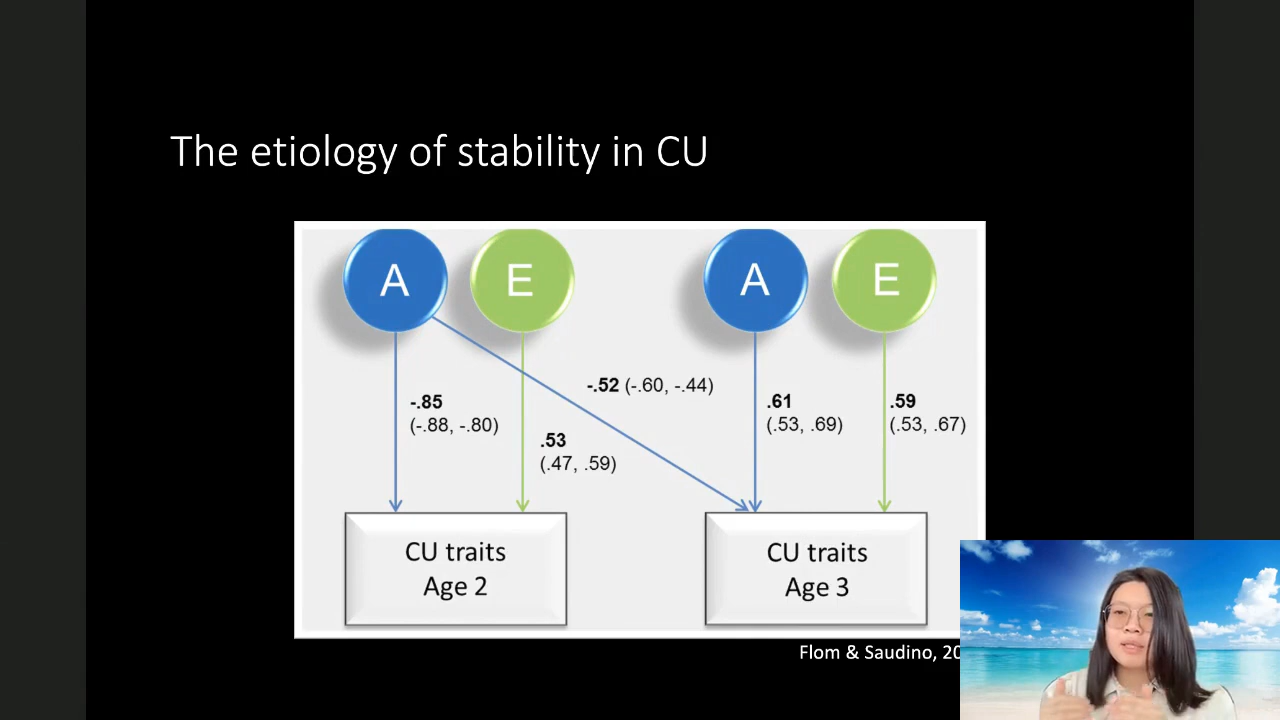 The etiology of stability in CU
A
E
A
E
-.85
(-.88, -.80)
.53
(.47, .59)
-.52 (-.60, -.44)
.61
(.53, .69)
.59
(.53, .67)
CU traits
Age 2
CU traits
Age 3
Flom & Saudino,